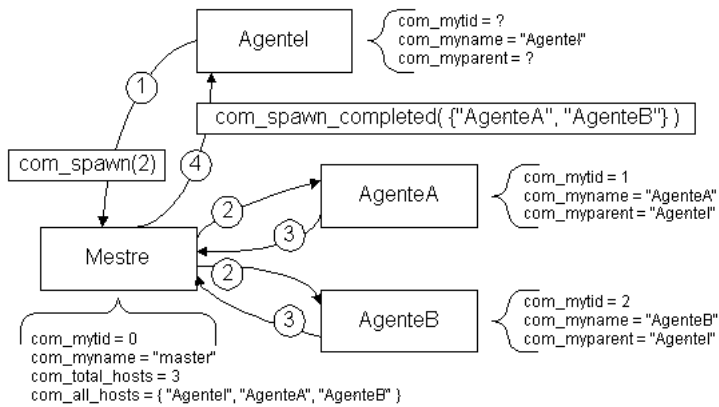 AgenteI
com_mytid = ?
com_myname = "AgenteI"
com_myparent = ?
1
com_spawn_completed( {"AgenteA", "AgenteB"} )
com_spawn(2)
4
2
AgenteA
com_mytid = 1
com_myname = "AgenteA"
com_myparent = "AgenteI"
3
Mestre
2
3
AgenteB
com_mytid = 2
com_myname = "AgenteB"
com_myparent = "AgenteI"
com_mytid = 0
com_myname = "master"
com_total_hosts = 3
com_all_hosts = { "AgenteI", "AgenteA", "AgenteB" }